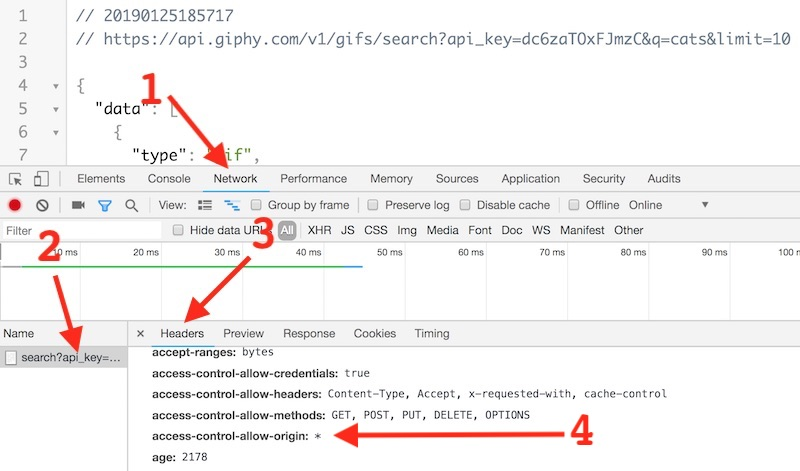 1 // 20190125185717
2 // https://api.giphy.com/v1/gifs/search?api_key=dc6zaTOxFJmzC&q=cats&limit=10
3
4 {
5 "data": [
6 {
7 "type": "gif",
1
Elements Console Network Performance Memory Sources Application Security Audits
View: Group by frame Preserve log Disable cache Offline Online
Filter Hide data URLs All XHR JS CSS Img Media Font Doc WS Manifest Other
2 3
10 ms 20 ms 30 ms 40 ms 50 ms 60 ms 70 ms 80 ms 90 ms 100
Name × Headers Preview Response Cookies Timing
search?api_key=…
accept-ranges: bytes
access-control-allow-credentials: true
access-control-allow-headers: Content-Type, Accept, x-requested-with, cache-control
access-control-allow-methods: GET, POST, PUT, DELETE, OPTIONS
access-control-allow-origin: * 4
age: 2178